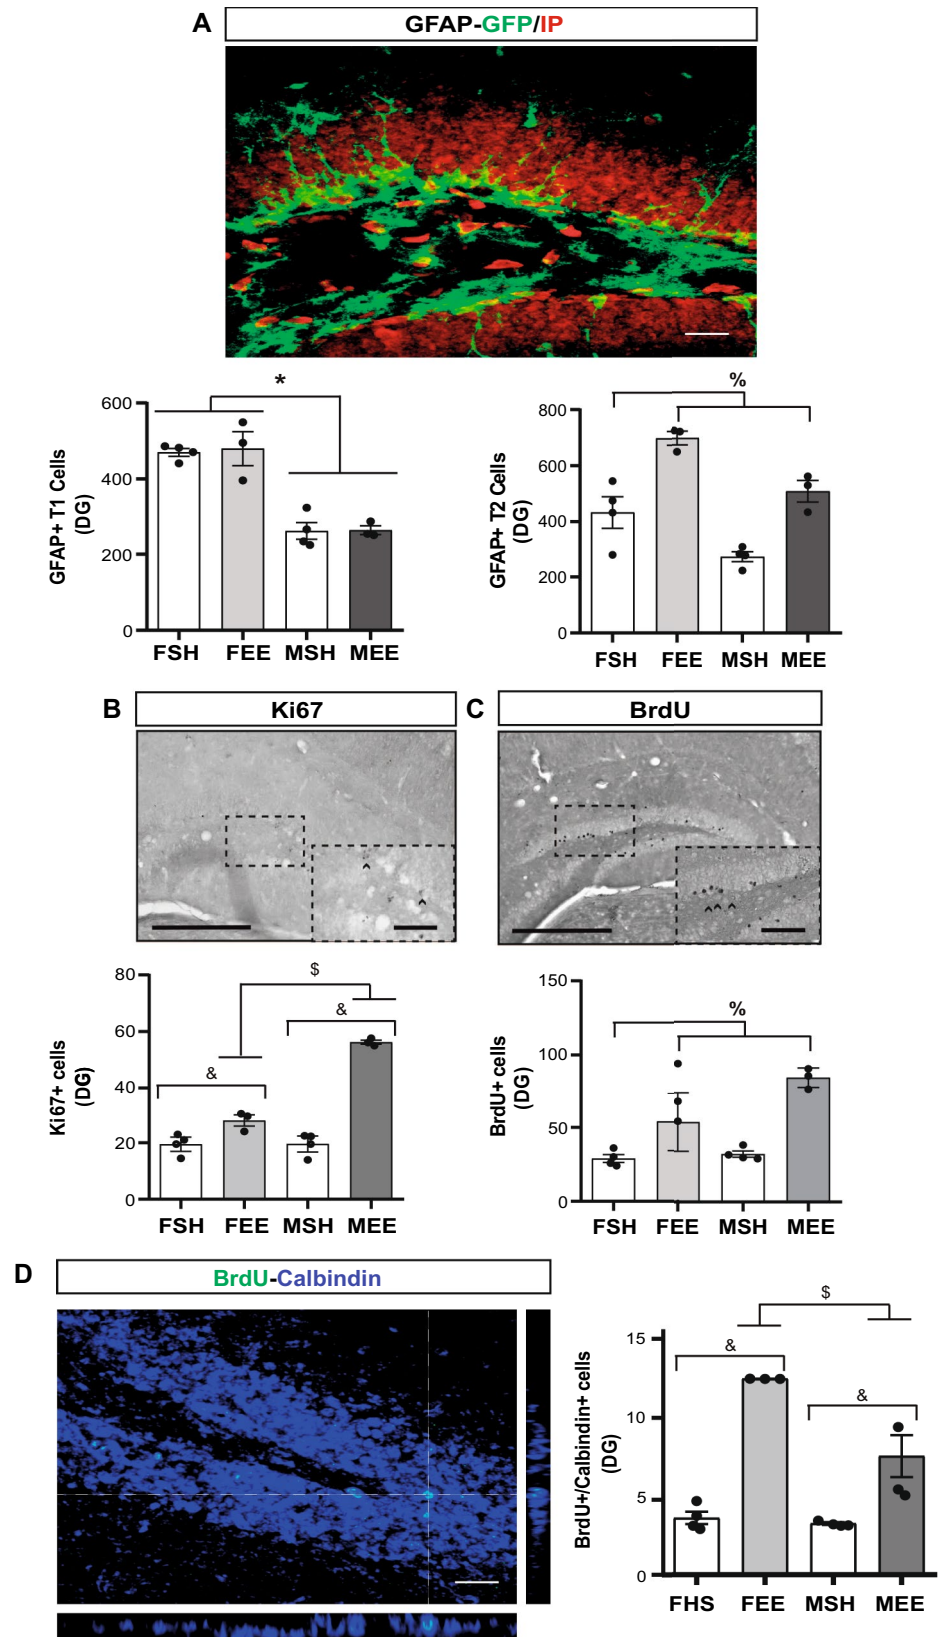 A
GFAP-GFP/IP
*
600
400
200
0
GFAP+ T1 Cells
(DG)
FSH FEE MSH MEE
%
800
600
400
200
0
GFAP+ T2 Cells
(DG)
FSH FEE MSH MEE
B
Ki67
C
BrdU
$
&
&
80
60
40
20
0
Ki67+ cells
(DG)
FSH FEE MSH MEE
%
150
100
50
0
BrdU+ cells
(DG)
FSH FEE MSH MEE
D
BrdU-Calbindin
$
&
&
15
10
5
0
BrdU+/Calbindin+ cells
(DG)
FHS FEE MSH MEE